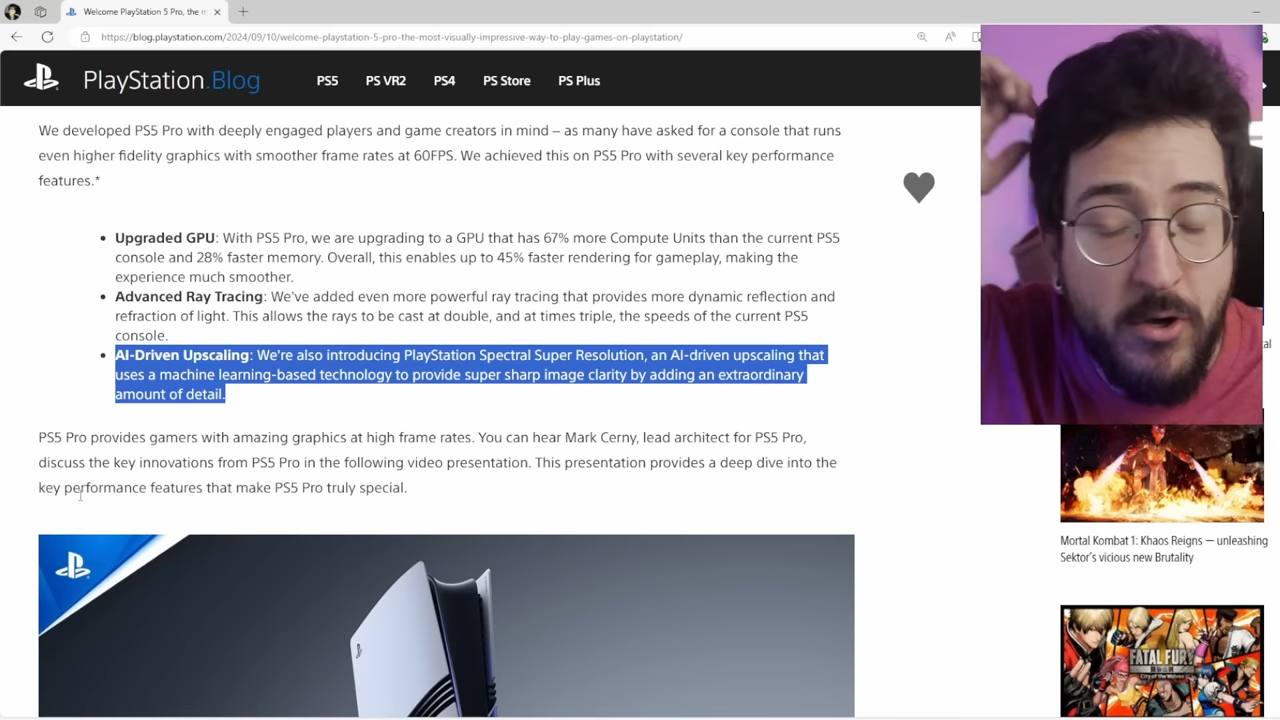 Welcome PlayStation 5 Pro, the m
https://blog.playstation.com/2024/09/10/welcome-playstation-5-pro-the-most-visually-impressive-way-to-play-games-on-playstation/
PlayStation.Blog
PS5
PS VR2
PS4
PS Store
PS Plus
We developed PS5 Pro with deeply engaged players and game creators in mind – as many have asked for a console that runs
even higher fidelity graphics with smoother frame rates at 60FPS. We achieved this on PS5 Pro with several key performance
features.*
• Upgraded GPU: With PS5 Pro, we are upgrading to a GPU that has 67% more Compute Units than the current PS5
console and 28% faster memory. Overall, this enables up to 45% faster rendering for gameplay, making the
experience much smoother.
• Advanced Ray Tracing: We've added even more powerful ray tracing that provides more dynamic reflection and
refraction of light. This allows the rays to be cast at double, and at times triple, the speeds of the current PS5
console.
• AI-Driven Upscaling: We're also introducing PlayStation Spectral Super Resolution, an AI-driven upscaling that
uses a machine learning-based technology to provide super sharp image clarity by adding an extraordinary
amount of detail.
PS5 Pro provides gamers with amazing graphics at high frame rates. You can hear Mark Cerny, lead architect for PS5 Pro,
discuss the key innovations from PS5 Pro in the following video presentation. This presentation provides a deep dive into the
key performance features that make PS5 Pro truly special.
Mortal Kombat 1: Khaos Reigns — unleashing
Sektor's vicious new Brutality
FATAL FURY
City of the Wolves